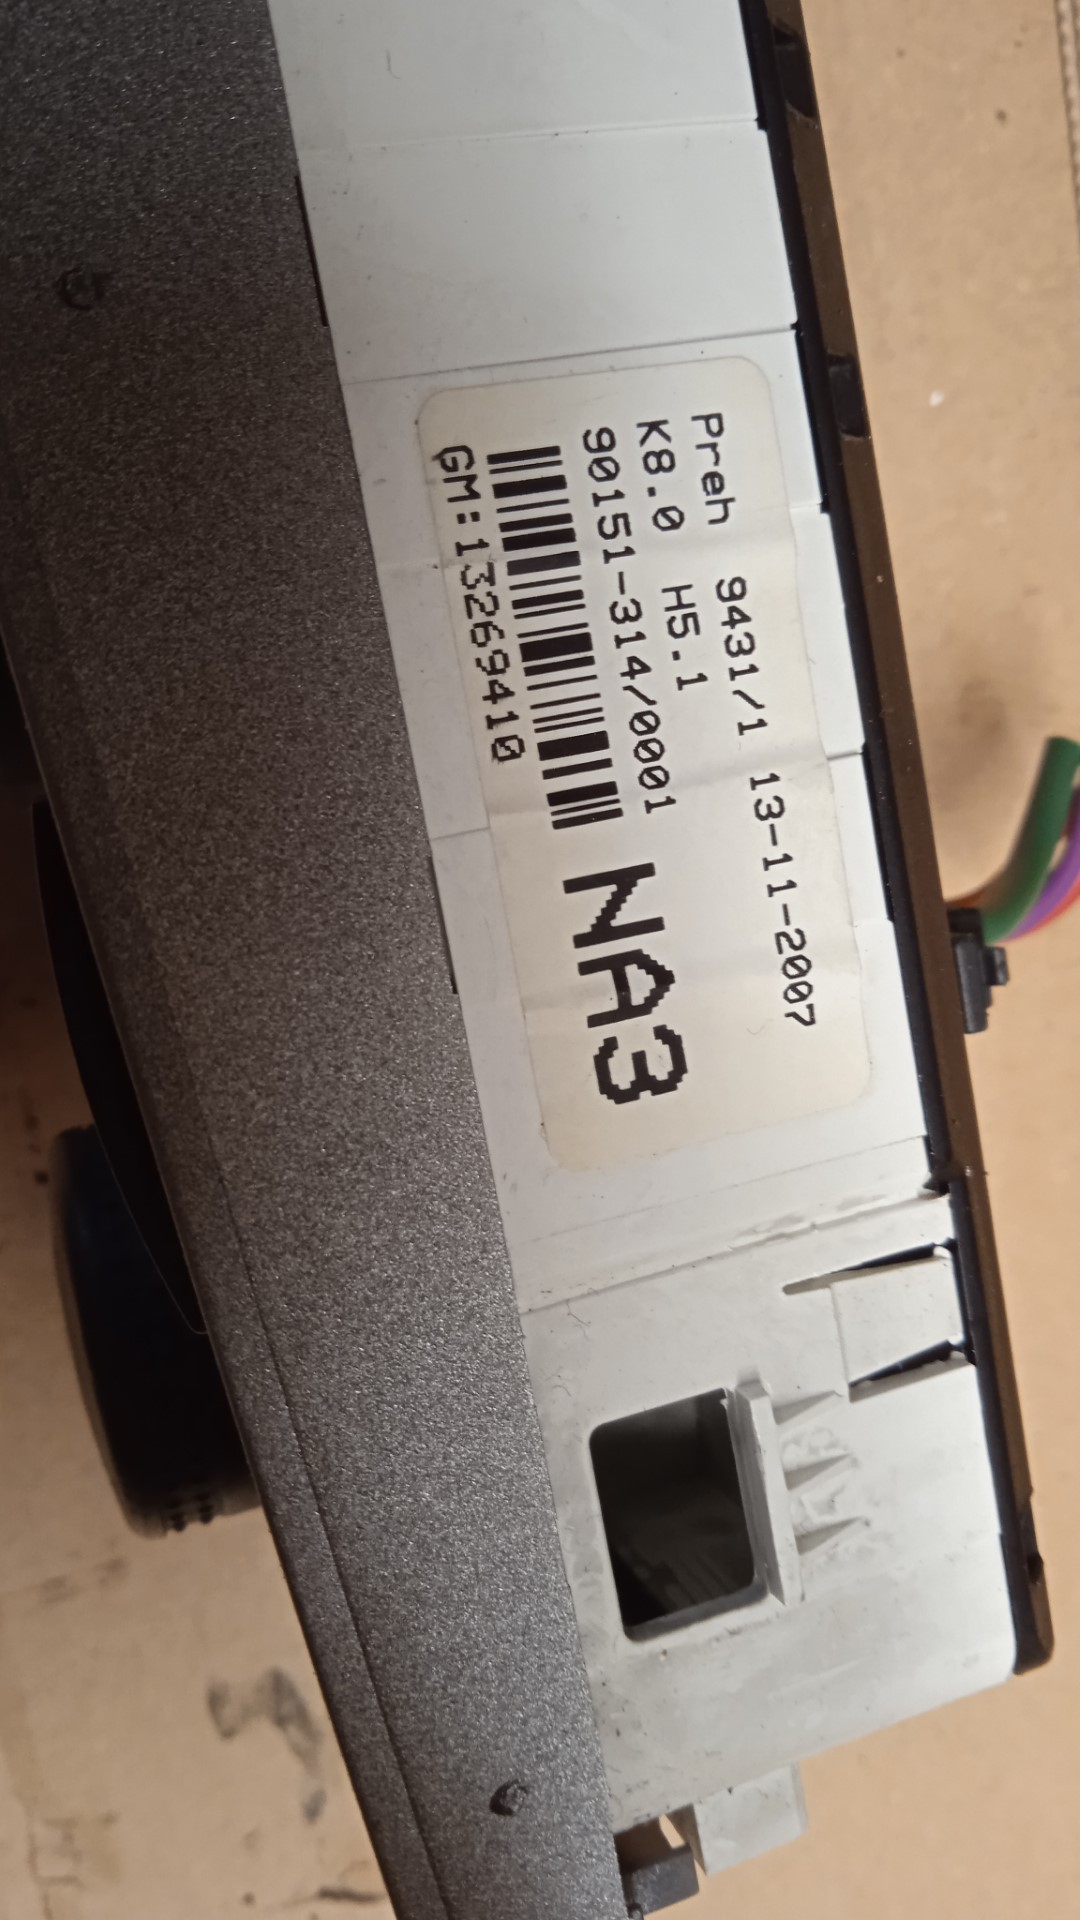 Preh 9431/1 13-11-2007
K8.0 H5.1
90151-314/0001
NA3
GM:13269410